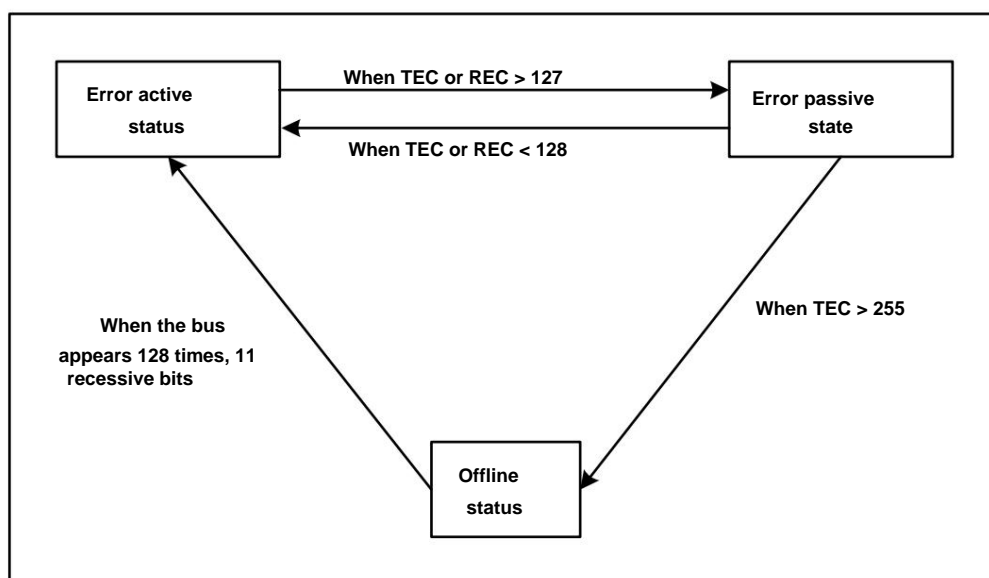 Error active
status
When TEC or REC > 127
When TEC or REC < 128
Error passive
state
When the bus
appears 128 times, 11
recessive bits
When TEC > 255
Offline
status